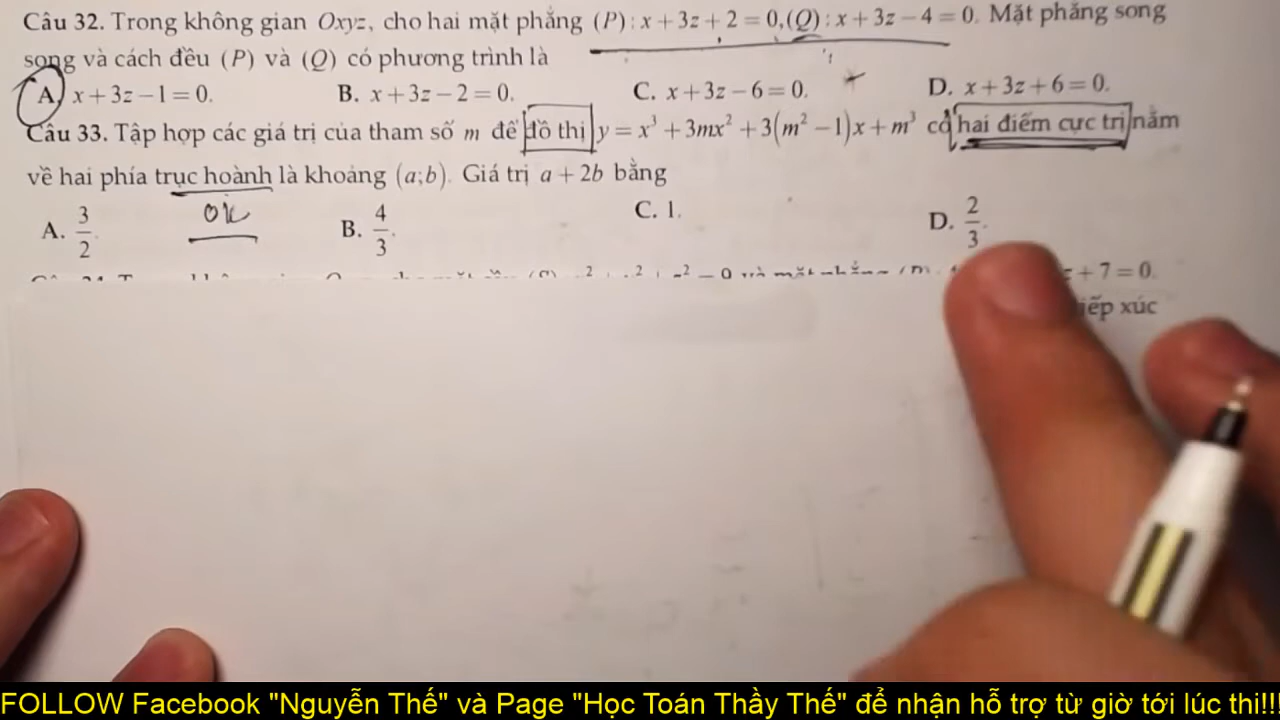 Câu 32. Trong không gian Oxyz, cho hai mặt phẳng (P): x + 3z + 2 = 0, (Q): x + 3z − 4 = 0. Mặt phẳng song
song và cách đều (P) và (Q) có phương trình là
A. x + 3z − 1 = 0. B. x + 3z − 2 = 0. C. x + 3z − 6 = 0. D. x + 3z + 6 = 0.
Câu 33. Tập hợp các giá trị của tham số m để đồ thị y = x³ + 3mx² + 3(m² − 1)x + m³ có hai điểm cực trị nằm
về hai phía trục hoành là khoảng (a;b). Giá trị a + 2b bằng
ok
A. 3/2. B. 4/3. C. 1. D. 2/3.
+ 7 = 0.
xúc
FOLLOW Facebook "Nguyễn Thế" và Page "Học Toán Thầy Thế" để nhận hỗ trợ từ giờ tới lúc thi!!!